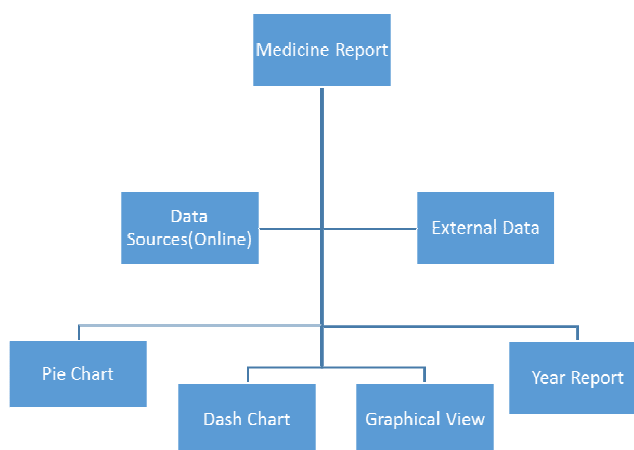 Medicine Report
Data
Sources(Online)
External Data
Pie Chart
Dash Chart
Graphical View
Year Report